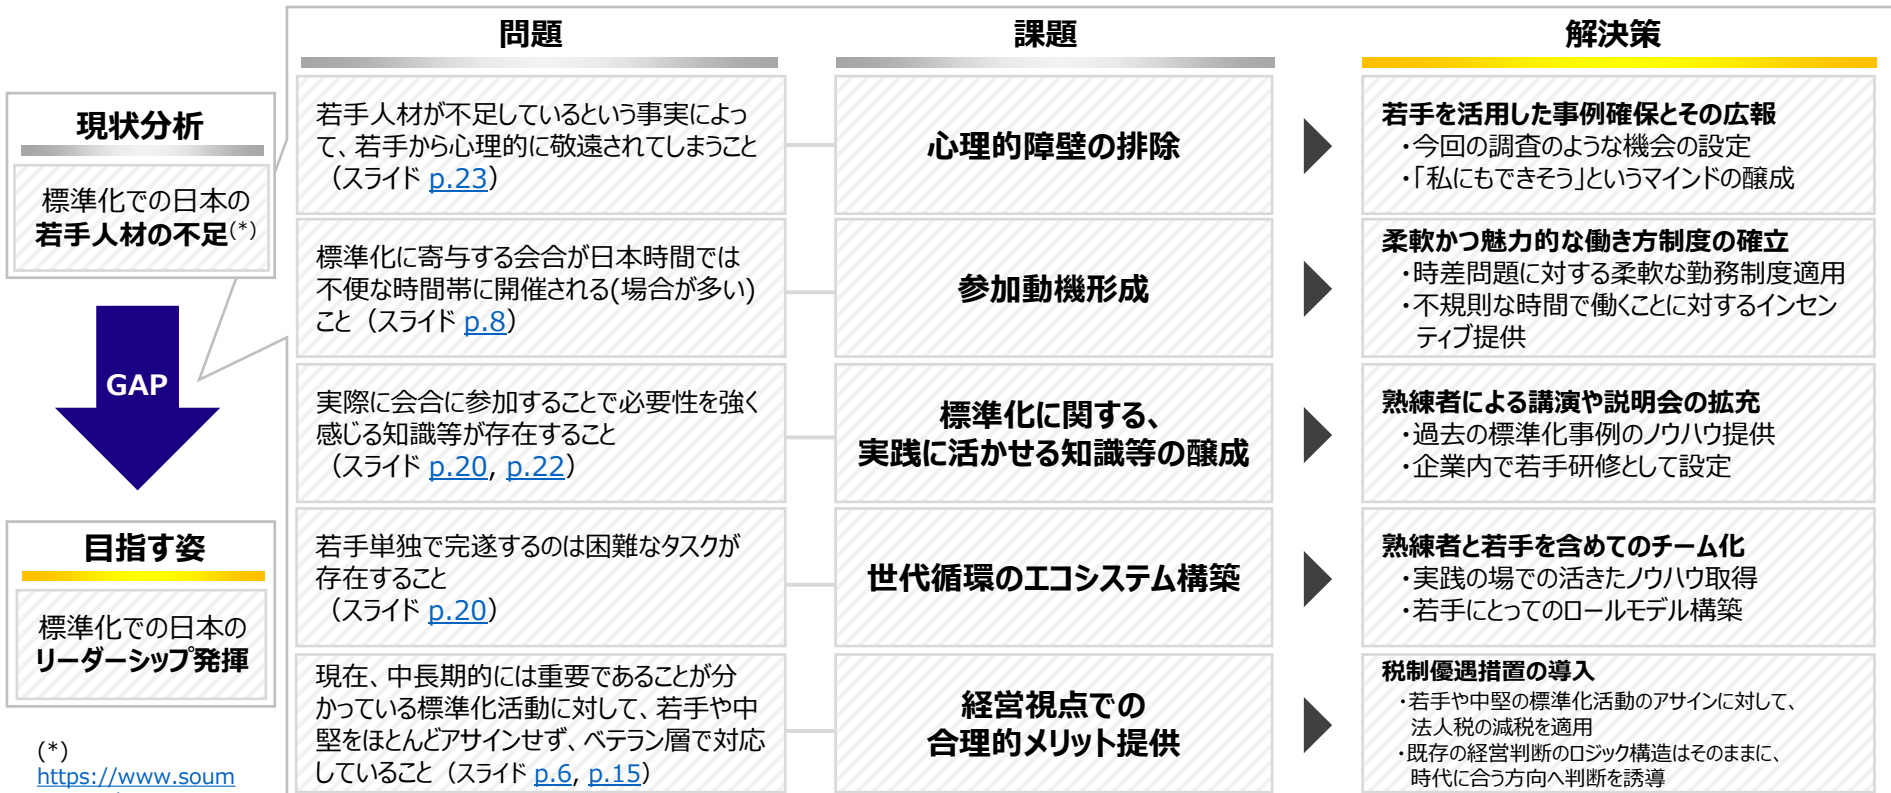 現状分析
標準化での日本の
若手人材の不足(*)
GAP
目指す姿
標準化での日本の
リーダーシップ発揮
(*)
https://www.soum
問題
課題
解決策
若手人材が不足しているという事実によっ
て、若手から心理的に敬遠されてしまうこと
（スライド p.23）
心理的障壁の排除
若手を活用した事例確保とその広報
・今回の調査のような機会の設定
・「私にもできそう」というマインドの醸成
標準化に寄与する会合が日本時間では
不便な時間帯に開催される(場合が多い)
こと（スライド p.8）
参加動機形成
柔軟かつ魅力的な働き方制度の確立
・時差問題に対する柔軟な勤務制度適用
・不規則な時間で働くことに対するインセン
ティブ提供
実際に会合に参加することで必要性を強く
感じる知識等が存在すること
（スライド p.20, p.22）
標準化に関する、
実践に活かせる知識等の醸成
熟練者による講演や説明会の拡充
・過去の標準化事例のノウハウ提供
・企業内で若手研修として設定
若手単独で完遂するのは困難なタスクが
存在すること
（スライド p.20）
世代循環のエコシステム構築
熟練者と若手を含めてのチーム化
・実践の場での活きたノウハウ取得
・若手にとってのロールモデル構築
現在、中長期的には重要であることが分
かっている標準化活動に対して、若手や中
堅をほとんどアサインせず、ベテラン層で対応
していること（スライド p.6, p.15）
経営視点での
合理的メリット提供
税制優遇措置の導入
・若手や中堅の標準化活動のアサインに対して、
法人税の減税を適用
・既存の経営判断のロジック構造はそのままに、
時代に合う方向へ判断を誘導